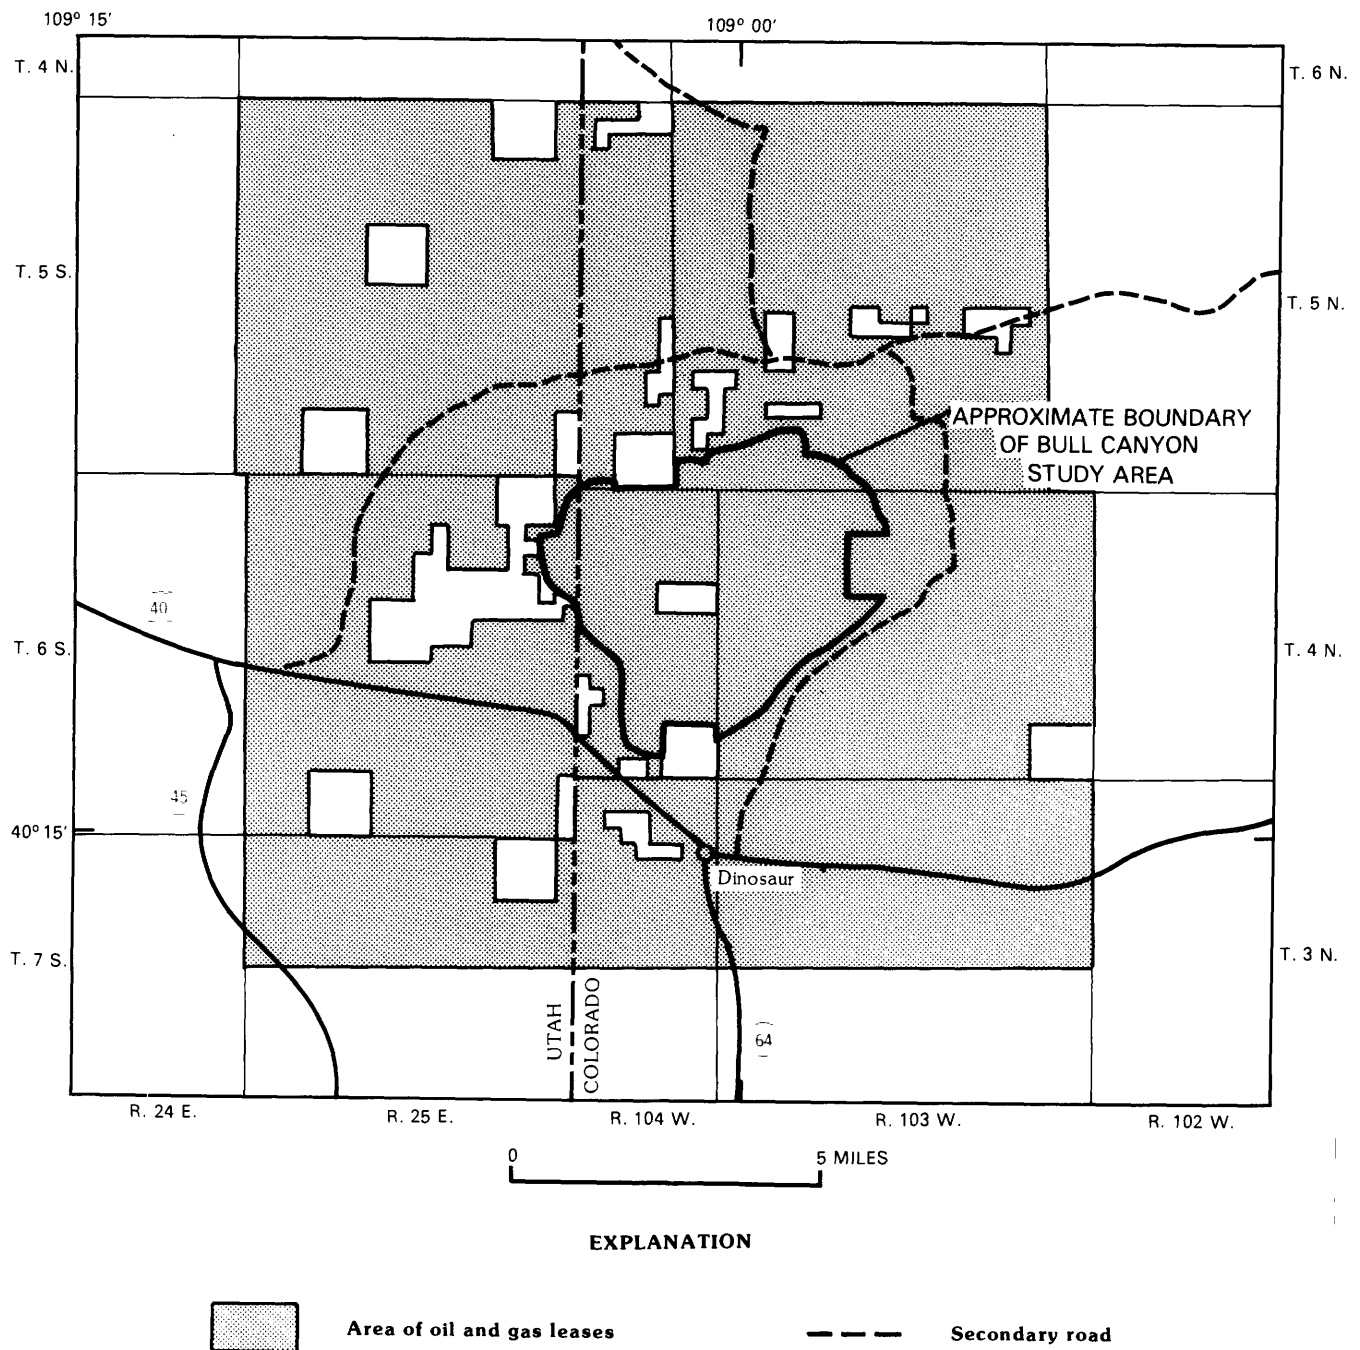 109° 15'
109° 00'
T. 4 N.
T. 6 N.
T. 5 S.
T. 5 N.
APPROXIMATE BOUNDARY
OF BULL CANYON
STUDY AREA
40
T. 6 S.
T. 4 N.
45
40° 15'
Dinosaur
T. 7 S.
T. 3 N.
UTAH
COLORADO
64
R. 24 E.
R. 25 E.
R. 104 W.
R. 103 W.
R. 102 W.
0
5 MILES
EXPLANATION
Area of oil and gas leases
Secondary road